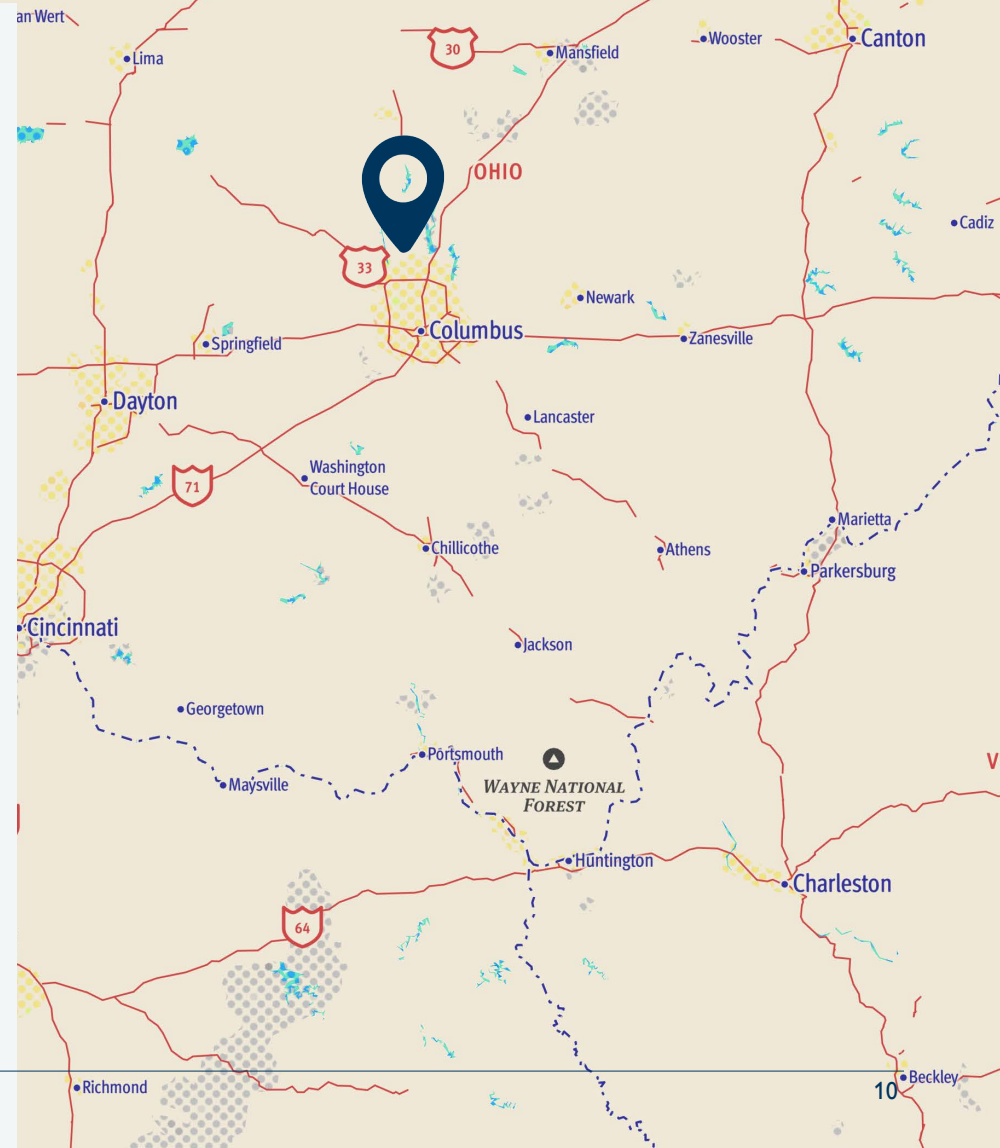 an Wert
30
Wooster
Canton
Lima
Mansfield
OHIO
Cadiz
33
Newark
Columbus
Zanesville
Springfield
Dayton
Lancaster
Washington
Court House
71
Marietta
Chillicothe
Athens
Parkersburg
Cincinnati
Jackson
Georgetown
Portsmouth
V
Maysville
WAYNE NATIONAL
FOREST
Huntington
Charleston
64
Richmond
Beckley
10